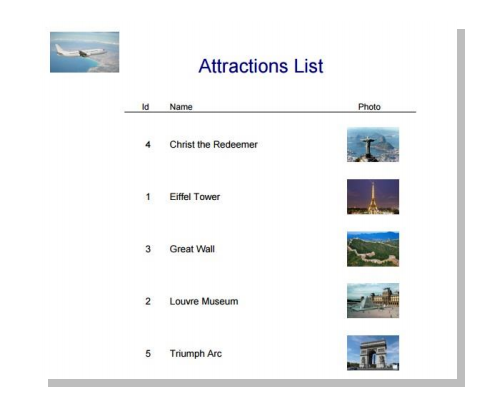 Attractions List
Id Name Photo
4 Christ the Redeemer
1 Eiffel Tower
3 Great Wall
2 Louvre Museum
5 Triumph Arc